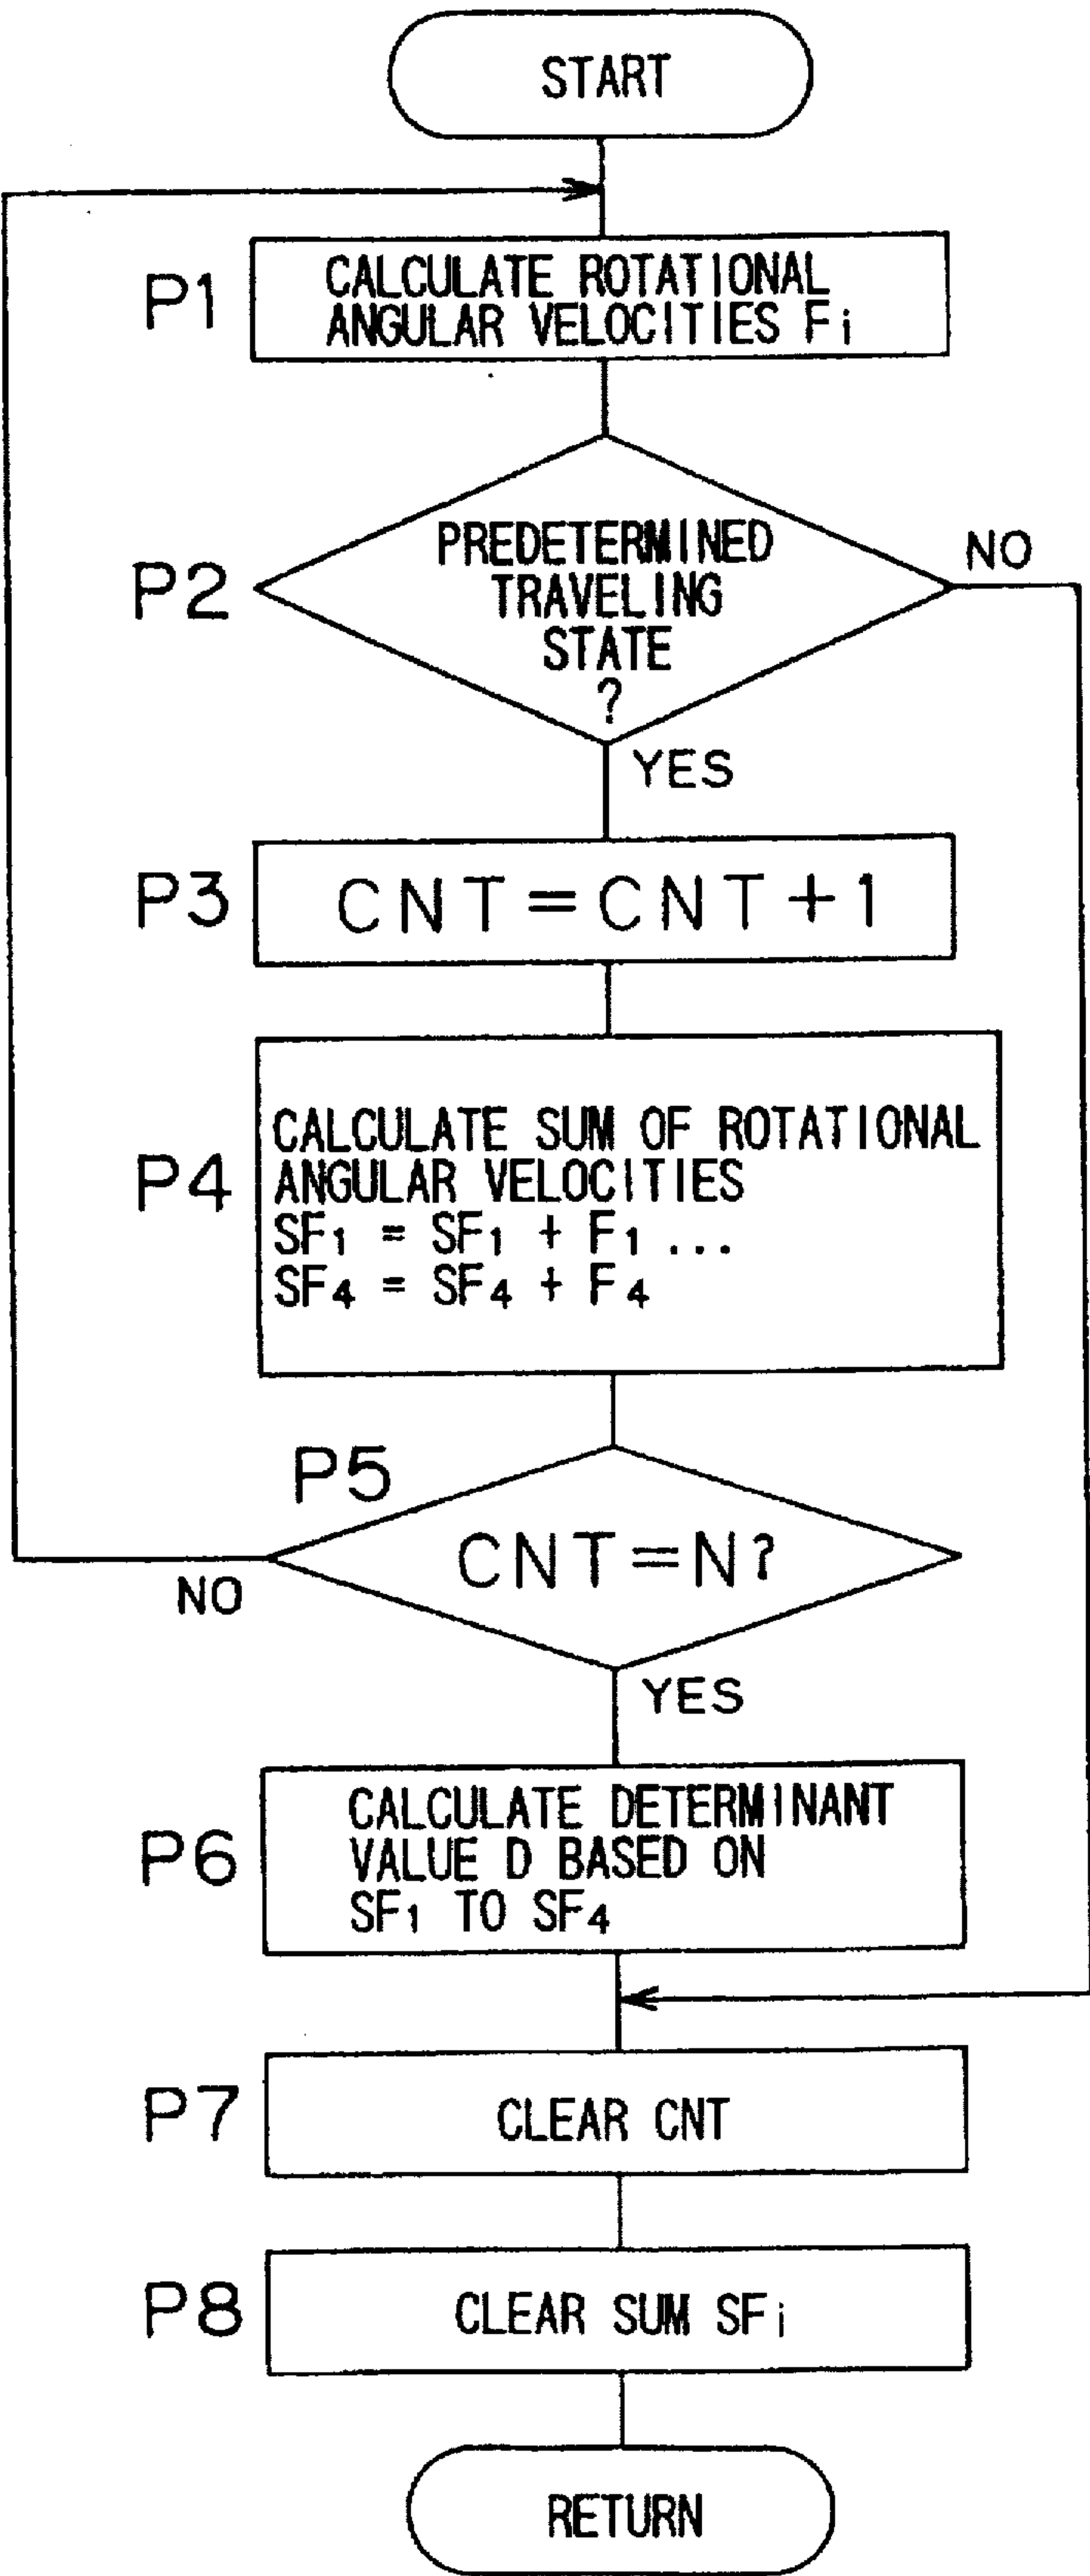 START
P1
CALCULATE ROTATIONAL
ANGULAR VELOCITIES Fi
P2
PREDETERMINED
TRAVELING
STATE
?
NO
YES
P3
CNT=CNT+1
P4
CALCULATE SUM OF ROTATIONAL
ANGULAR VELOCITIES
SF1 = SF1 + F1 ...
SF4 = SF4 + F4
P5
CNT=N?
NO
YES
P6
CALCULATE DETERMINANT
VALUE D BASED ON
SF1 TO SF4
P7
CLEAR CNT
P8
CLEAR SUM SFi
RETURN